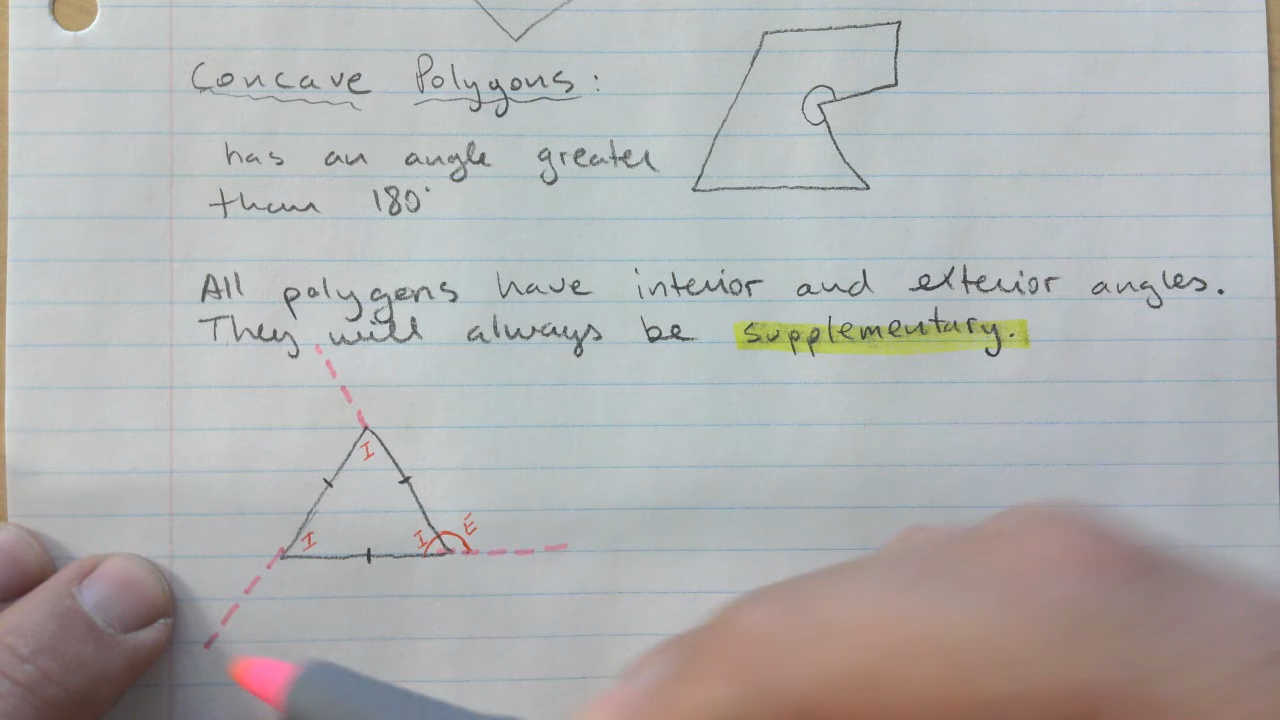 Concave Polygons:
has an angle greater
than 180°
All polygons have interior and exterior angles.
They will always be supplementary.
I
I
I
E